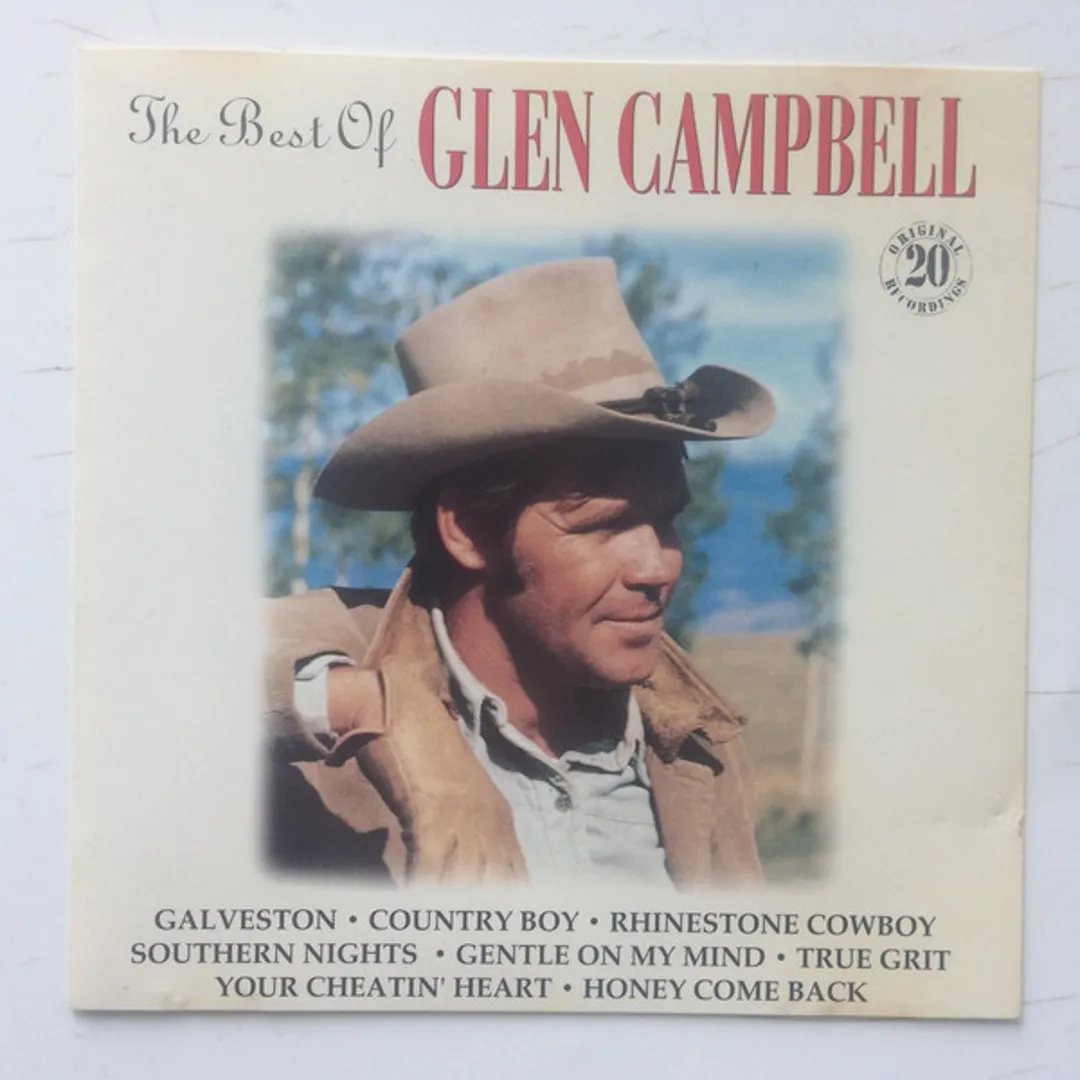 The Best Of GLEN CAMPBELL
ORIGINAL
20
RECORDINGS
GALVESTON • COUNTRY BOY • RHINESTONE COWBOY
SOUTHERN NIGHTS • GENTLE ON MY MIND • TRUE GRIT
YOUR CHEATIN' HEART • HONEY COME BACK